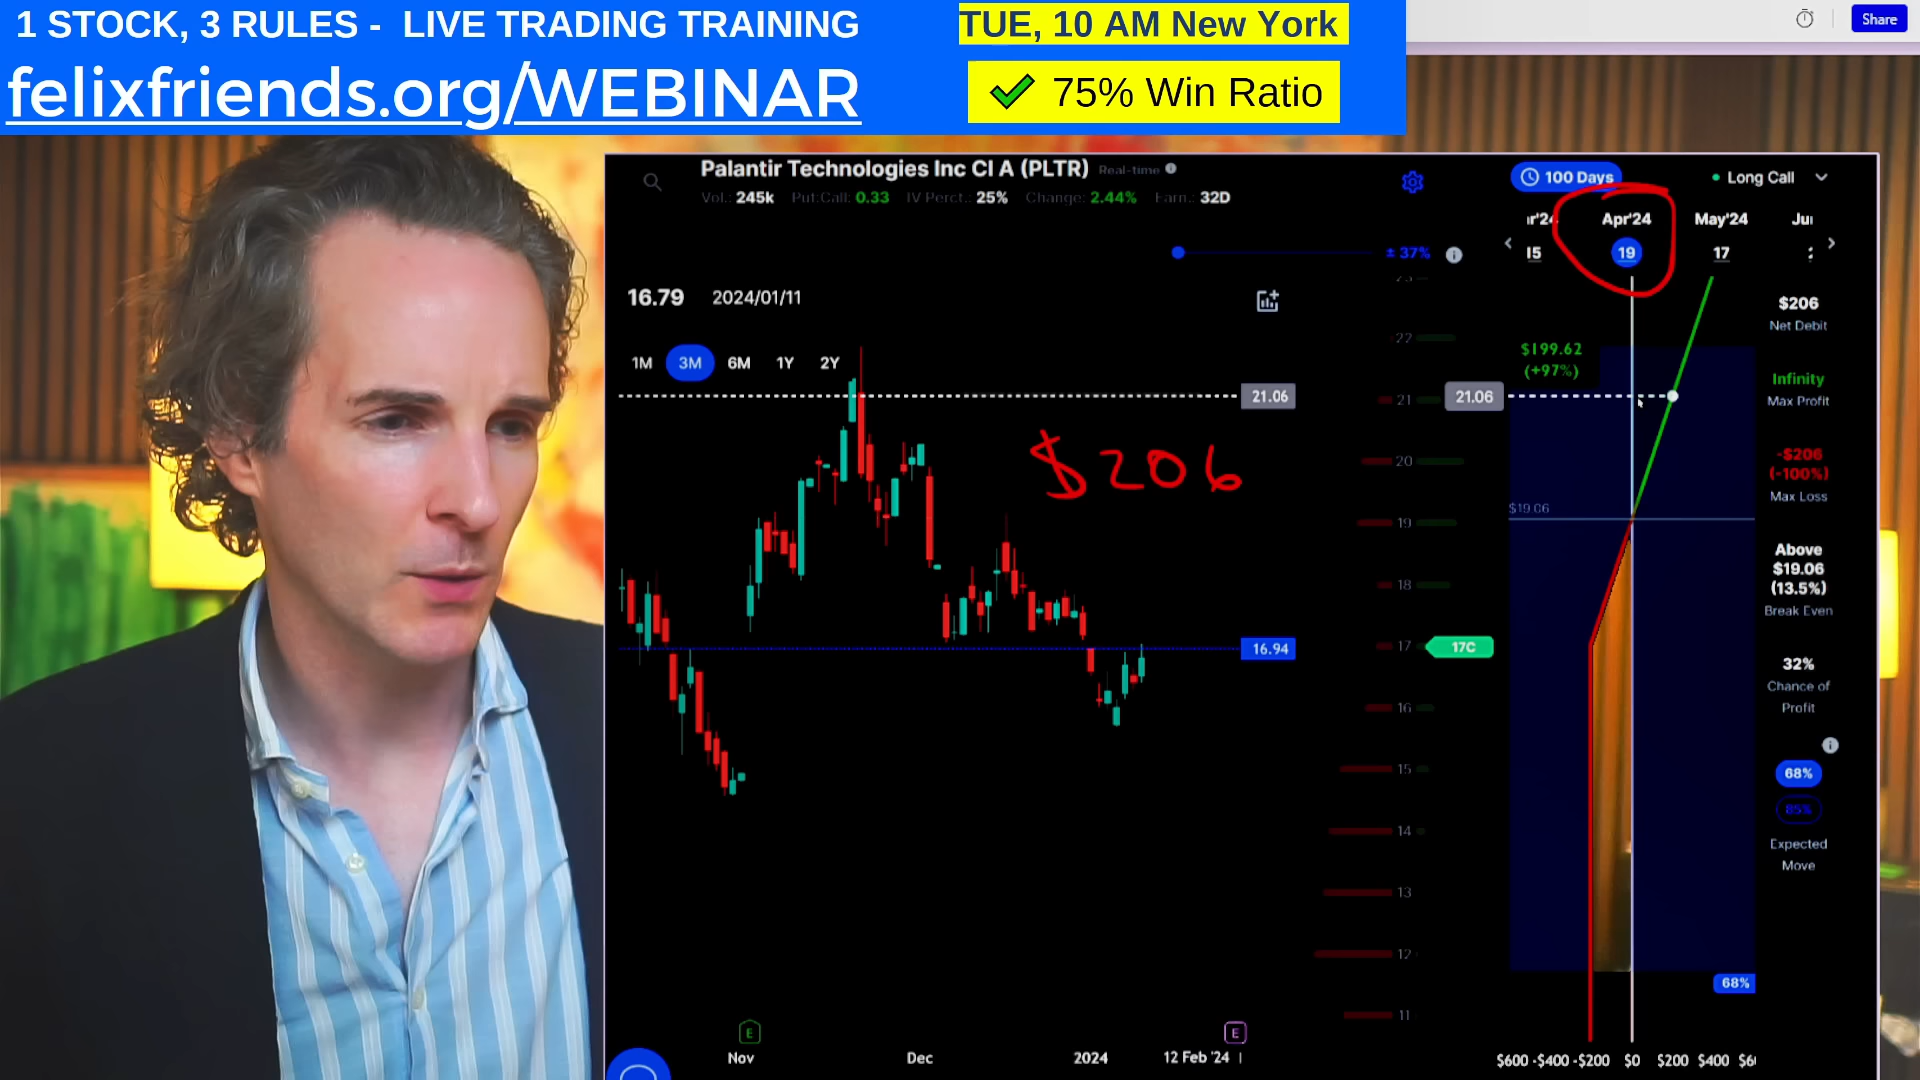 1 STOCK, 3 RULES - LIVE TRADING TRAINING
TUE, 10 AM New York
felixfriends.org/WEBINAR
75% Win Ratio
Share
Palantir Technologies Inc Cl A (PLTR) Real-time
Vol.: 245k Put:Call: 0.33 IV Perct.: 25% Change: 2.44% Earn.: 32D
100 Days
Long Call
Apr'24 May'24
15 19 17
± 37%
16.79 2024/01/11
1M 3M 6M 1Y 2Y
22
21.06
21
21.06
$199.62
(+97%)
$206
20
19
18
17
16
15
14
13
12
11
16.94
17C
$19.06
$206
Net Debit
Infinity
Max Profit
-$206
(-100%)
Max Loss
Above
$19.06
(13.5%)
Break Even
32%
Chance of
Profit
68%
85%
Expected
Move
68%
E
E
Nov Dec 2024 12 Feb '24
$600 -$400 -$200 $0 $200 $400